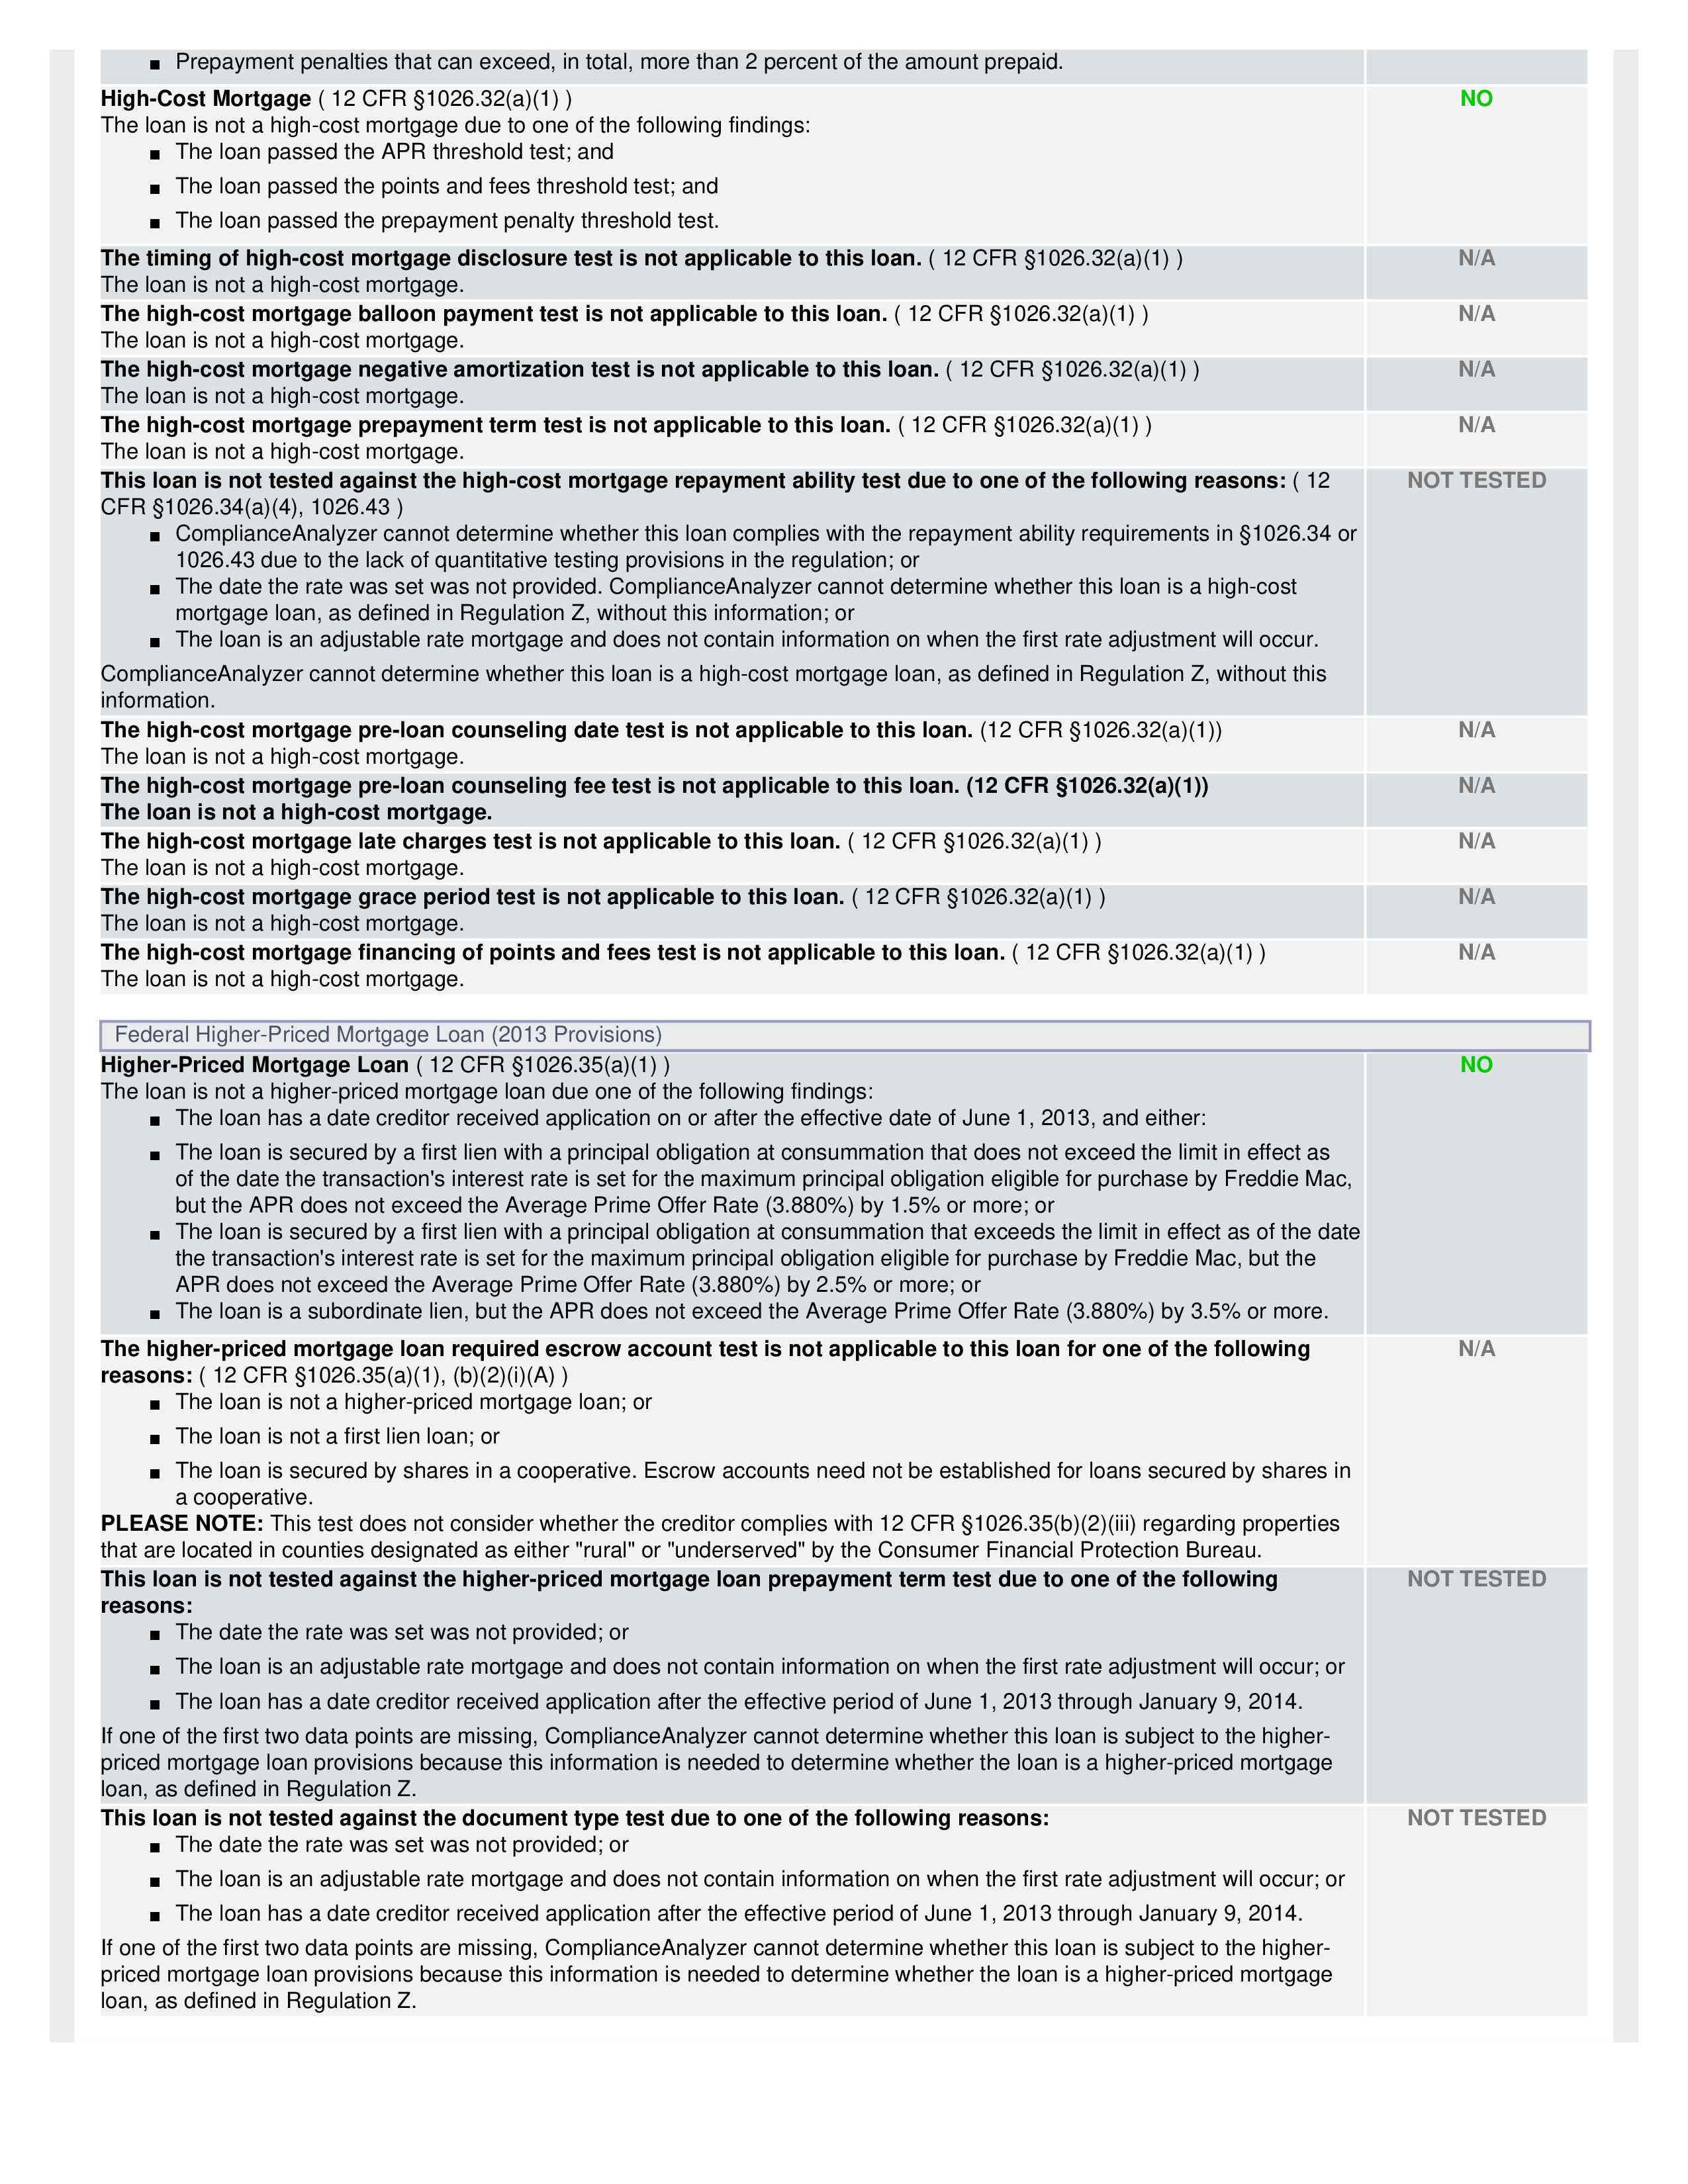 ■ Prepayment penalties that can exceed, in total, more than 2 percent of the amount prepaid.
High-Cost Mortgage ( 12 CFR §1026.32(a)(1) ) NO
The loan is not a high-cost mortgage due to one of the following findings:
■ The loan passed the APR threshold test; and
■ The loan passed the points and fees threshold test; and
■ The loan passed the prepayment penalty threshold test.
The timing of high-cost mortgage disclosure test is not applicable to this loan. ( 12 CFR §1026.32(a)(1) ) N/A
The loan is not a high-cost mortgage.
The high-cost mortgage balloon payment test is not applicable to this loan. ( 12 CFR §1026.32(a)(1) ) N/A
The loan is not a high-cost mortgage.
The high-cost mortgage negative amortization test is not applicable to this loan. ( 12 CFR §1026.32(a)(1) ) N/A
The loan is not a high-cost mortgage.
The high-cost mortgage prepayment term test is not applicable to this loan. ( 12 CFR §1026.32(a)(1) ) N/A
The loan is not a high-cost mortgage.
This loan is not tested against the high-cost mortgage repayment ability test due to one of the following reasons: ( 12 NOT TESTED
CFR §1026.34(a)(4), 1026.43 )
■ ComplianceAnalyzer cannot determine whether this loan complies with the repayment ability requirements in §1026.34 or
1026.43 due to the lack of quantitative testing provisions in the regulation; or
■ The date the rate was set was not provided. ComplianceAnalyzer cannot determine whether this loan is a high-cost
mortgage loan, as defined in Regulation Z, without this information; or
■ The loan is an adjustable rate mortgage and does not contain information on when the first rate adjustment will occur.
ComplianceAnalyzer cannot determine whether this loan is a high-cost mortgage loan, as defined in Regulation Z, without this
information.
The high-cost mortgage pre-loan counseling date test is not applicable to this loan. (12 CFR §1026.32(a)(1)) N/A
The loan is not a high-cost mortgage.
The high-cost mortgage pre-loan counseling fee test is not applicable to this loan. (12 CFR §1026.32(a)(1)) N/A
The loan is not a high-cost mortgage.
The high-cost mortgage late charges test is not applicable to this loan. ( 12 CFR §1026.32(a)(1) ) N/A
The loan is not a high-cost mortgage.
The high-cost mortgage grace period test is not applicable to this loan. ( 12 CFR §1026.32(a)(1) ) N/A
The loan is not a high-cost mortgage.
The high-cost mortgage financing of points and fees test is not applicable to this loan. ( 12 CFR §1026.32(a)(1) ) N/A
The loan is not a high-cost mortgage.
Federal Higher-Priced Mortgage Loan (2013 Provisions)
Higher-Priced Mortgage Loan ( 12 CFR §1026.35(a)(1) ) NO
The loan is not a higher-priced mortgage loan due one of the following findings:
■ The loan has a date creditor received application on or after the effective date of June 1, 2013, and either:
■ The loan is secured by a first lien with a principal obligation at consummation that does not exceed the limit in effect as
of the date the transaction's interest rate is set for the maximum principal obligation eligible for purchase by Freddie Mac,
but the APR does not exceed the Average Prime Offer Rate (3.880%) by 1.5% or more; or
■ The loan is secured by a first lien with a principal obligation at consummation that exceeds the limit in effect as of the date
the transaction's interest rate is set for the maximum principal obligation eligible for purchase by Freddie Mac, but the
APR does not exceed the Average Prime Offer Rate (3.880%) by 2.5% or more; or
■ The loan is a subordinate lien, but the APR does not exceed the Average Prime Offer Rate (3.880%) by 3.5% or more.
The higher-priced mortgage loan required escrow account test is not applicable to this loan for one of the following N/A
reasons: ( 12 CFR §1026.35(a)(1), (b)(2)(i)(A) )
■ The loan is not a higher-priced mortgage loan; or
■ The loan is not a first lien loan; or
■ The loan is secured by shares in a cooperative. Escrow accounts need not be established for loans secured by shares in
a cooperative.
PLEASE NOTE: This test does not consider whether the creditor complies with 12 CFR §1026.35(b)(2)(iii) regarding properties
that are located in counties designated as either "rural" or "underserved" by the Consumer Financial Protection Bureau.
This loan is not tested against the higher-priced mortgage loan prepayment term test due to one of the following NOT TESTED
reasons:
■ The date the rate was set was not provided; or
■ The loan is an adjustable rate mortgage and does not contain information on when the first rate adjustment will occur; or
■ The loan has a date creditor received application after the effective period of June 1, 2013 through January 9, 2014.
If one of the first two data points are missing, ComplianceAnalyzer cannot determine whether this loan is subject to the higher-
priced mortgage loan provisions because this information is needed to determine whether the loan is a higher-priced mortgage
loan, as defined in Regulation Z.
This loan is not tested against the document type test due to one of the following reasons: NOT TESTED
■ The date the rate was set was not provided; or
■ The loan is an adjustable rate mortgage and does not contain information on when the first rate adjustment will occur; or
■ The loan has a date creditor received application after the effective period of June 1, 2013 through January 9, 2014.
If one of the first two data points are missing, ComplianceAnalyzer cannot determine whether this loan is subject to the higher-
priced mortgage loan provisions because this information is needed to determine whether the loan is a higher-priced mortgage
loan, as defined in Regulation Z.